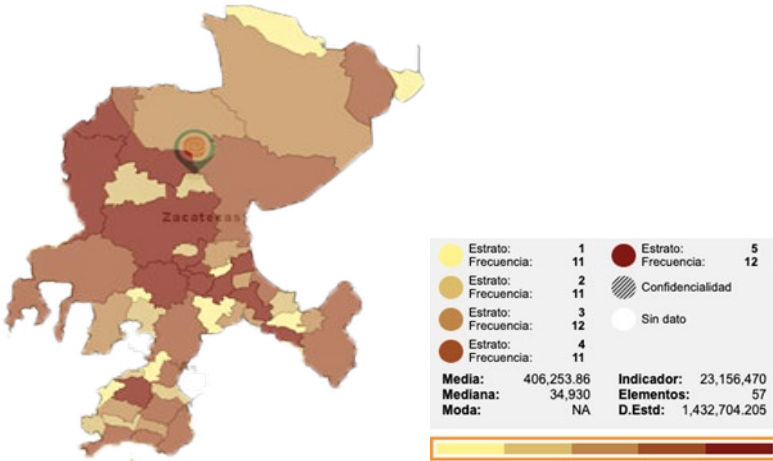 Zacatecas
Estrato: 1
Frecuencia: 11
Estrato: 2
Frecuencia: 11
Estrato: 3
Frecuencia: 12
Estrato: 4
Frecuencia: 11
Estrato: 5
Frecuencia: 12
Confidencialidad
Sin dato
Media: 406,253.86 Indicador: 23,156,470
Mediana: 34,930 Elementos: 57
Moda: NA D.Estd: 1,432,704.205